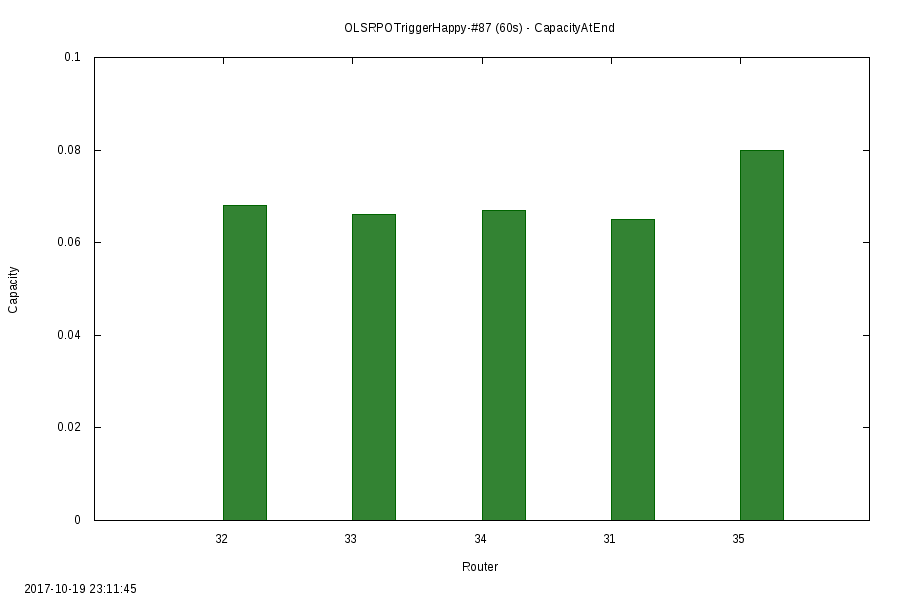 OLSRPOTriggerHappy-#87 (60s) - CapacityAtEnd
0.1
0.08
0.06
0.04
0.02
0
Capacity
32 33 34 31 35
Router
2017-10-19 23:11:45